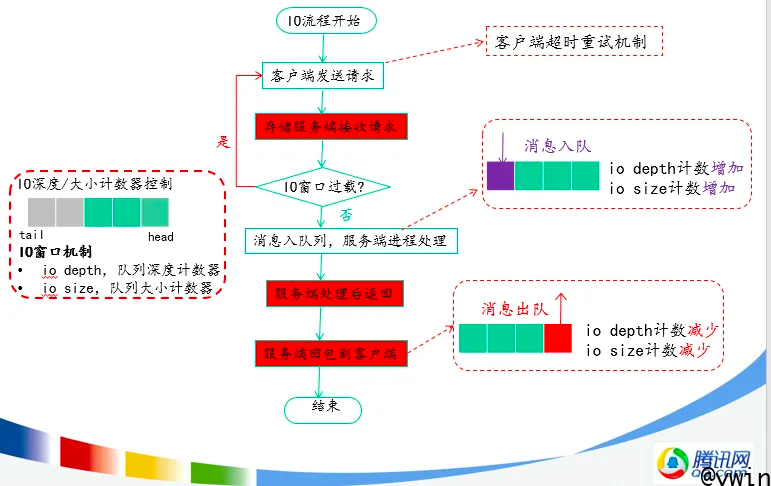 IO流程开始
客户端超时重试机制
客户端发送请求
存储服务端接收请求
是
消息入队
io depth计数增加
io size计数增加
IO深度/大小计数器控制
tail
head
IO窗口机制
• io depth，队列深度计数器
• io size，队列大小计数器
IO窗口过载?
否
消息入队列，服务端进程处理
服务端处理后返回
消息出队
io depth计数减少
io size计数减少
服务端回包到客户端
结束
腾讯网
QQ.com
@vwin